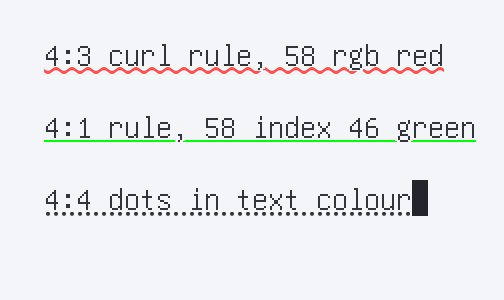 4:3 curl rule, 58 rgb red
4:1 rule, 58 index 46 green
4:4 dots in text colour